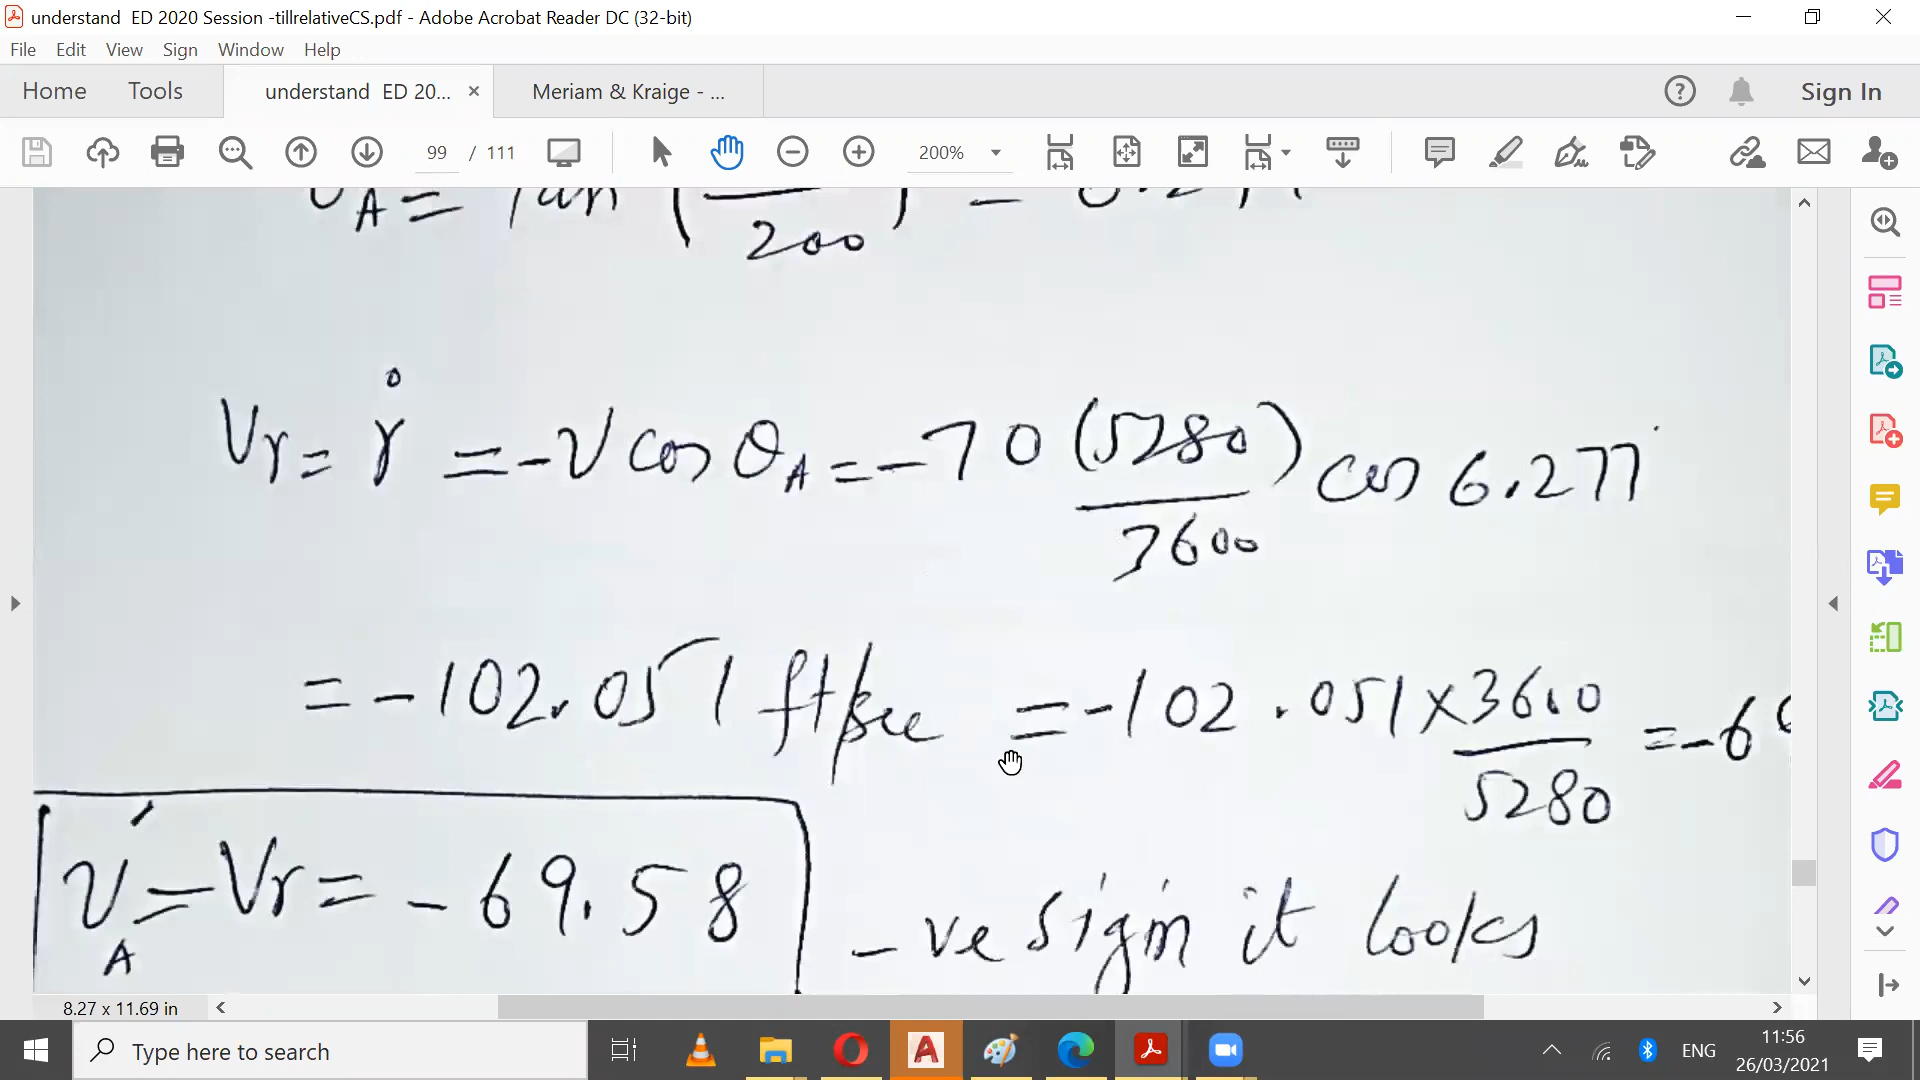 understand ED 2020 Session -tillrelativeCS.pdf - Adobe Acrobat Reader DC (32-bit)
File Edit View Sign Window Help
Home Tools understand ED 20... × Meriam & Kraige - ... Sign In
99 / 111 200%
A = Tan ( / 200 ) =
Vr = ṙ = -V cos θA = -70 (5280) / 3600 cos 6.277°
= -102.051 ft/sec = -102.051 × 3600 / 5280 = -6
v'A = Vr = -69.58
-ve sign it looks
8.27 x 11.69 in
Type here to search
ENG
11:56
26/03/2021